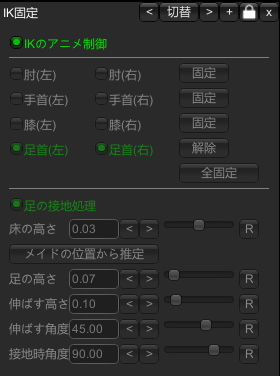 IK固定 < 切替 > + x
IKのアニメ制御
肘(左) 肘(右) 固定
手首(左) 手首(右) 固定
膝(左) 膝(右) 固定
足首(左) 足首(右) 解除
全固定
足の接地処理
床の高さ 0.03 < > R
メイドの位置から推定
足の高さ 0.07 < > R
伸ばす高さ 0.10 < > R
伸ばす角度 45.00 < > R
接地時角度 90.00 < > R